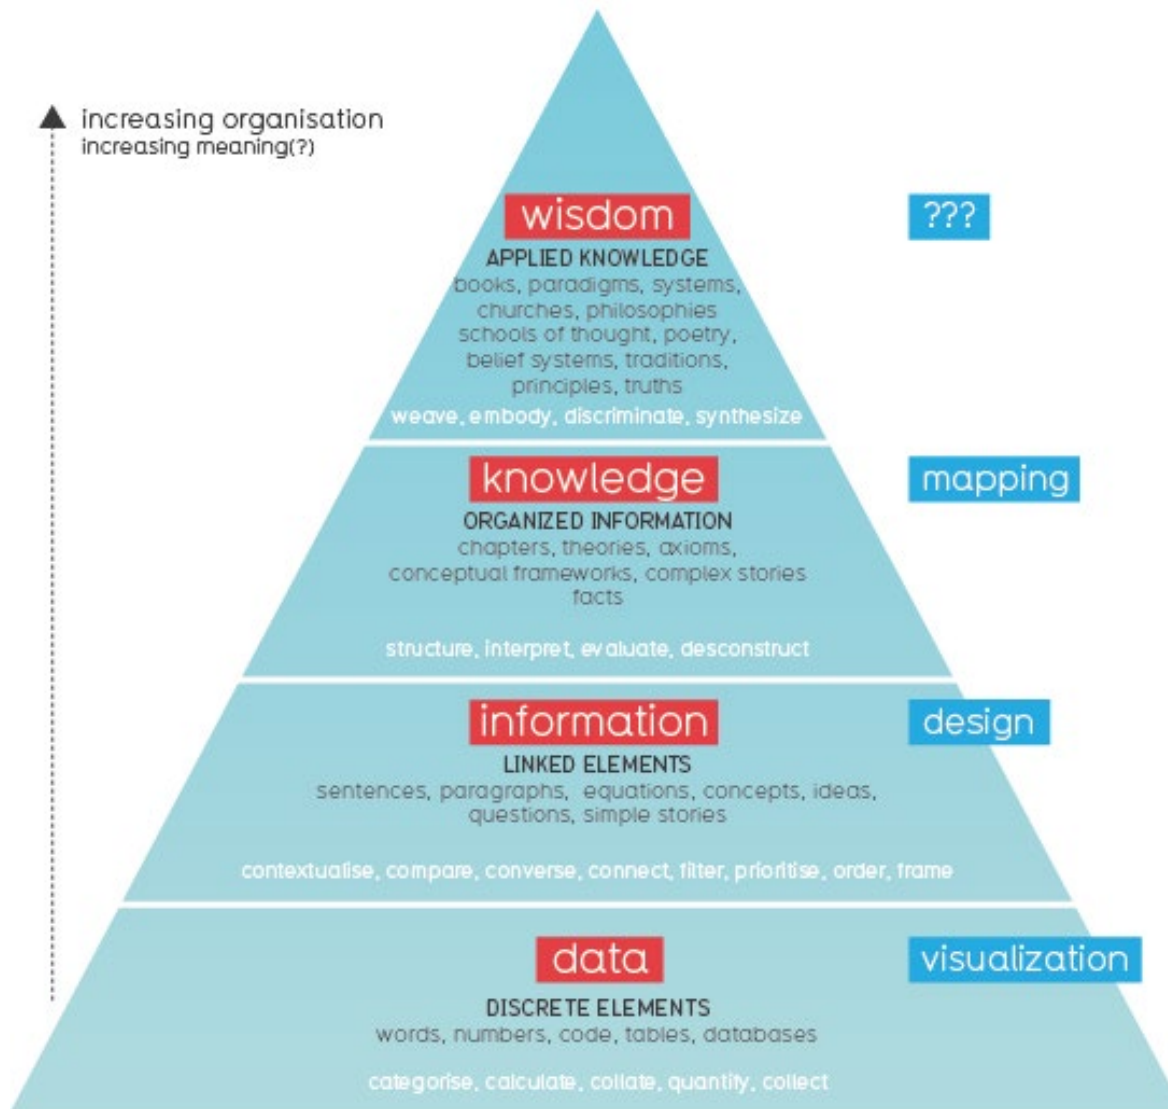 increasing organisation
increasing meaning(?)
wisdom
???
APPLIED KNOWLEDGE
books, paradigms, systems,
churches, philosophies
schools of thought, poetry,
belief systems, traditions,
principles, truths
weave, embody, discriminate, synthesize
knowledge
mapping
ORGANIZED INFORMATION
chapters, theories, axioms,
conceptual frameworks, complex stories
facts
structure, interpret, evaluate, desconstruct
information
design
LINKED ELEMENTS
sentences, paragraphs, equations, concepts, ideas,
questions, simple stories
contextualise, compare, converse, connect, filter, prioritise, order, frame
data
visualization
DISCRETE ELEMENTS
words, numbers, code, tables, databases
categorise, calculate, collate, quantify, collect